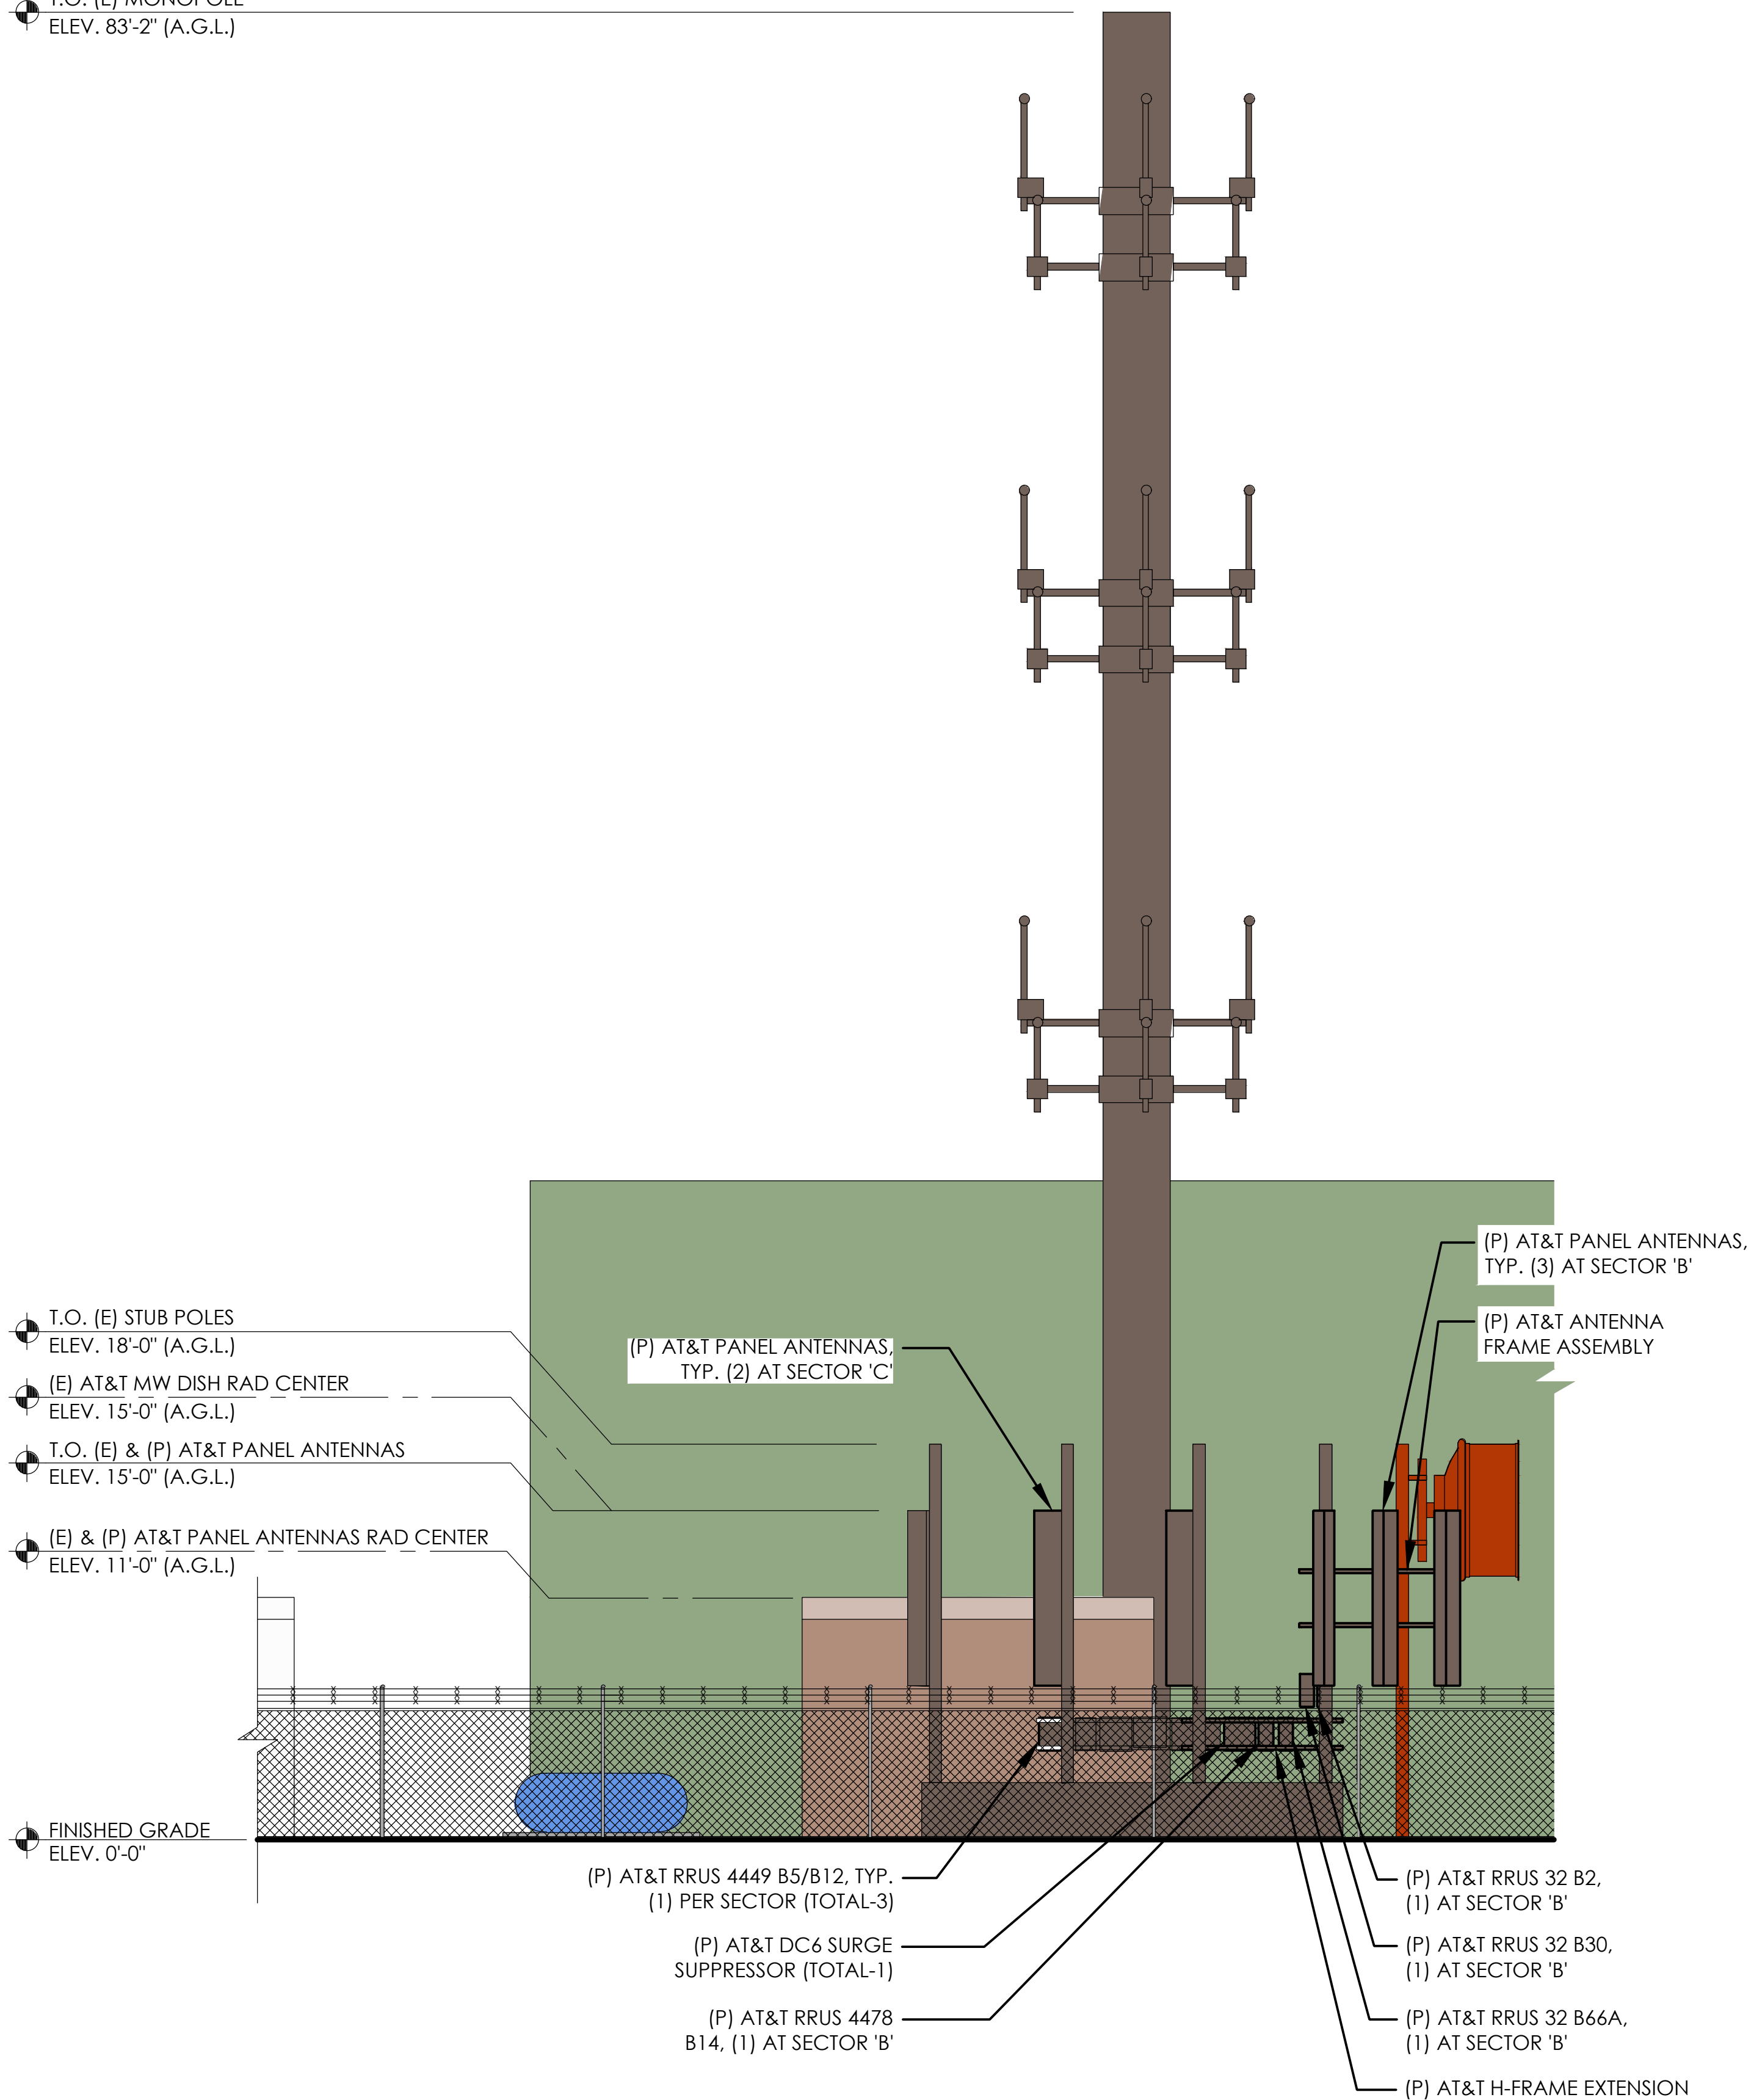 T.O. (E) MONOPOLE
ELEV. 83'-2" (A.G.L.)
(P) AT&T PANEL ANTENNAS,
TYP. (3) AT SECTOR 'B'
(P) AT&T ANTENNA
FRAME ASSEMBLY
T.O. (E) STUB POLES
ELEV. 18'-0" (A.G.L.)
(P) AT&T PANEL ANTENNAS,
TYP. (2) AT SECTOR 'C'
(E) AT&T MW DISH RAD CENTER
ELEV. 15'-0" (A.G.L.)
T.O. (E) & (P) AT&T PANEL ANTENNAS
ELEV. 15'-0" (A.G.L.)
(E) & (P) AT&T PANEL ANTENNAS RAD CENTER
ELEV. 11'-0" (A.G.L.)
FINISHED GRADE
ELEV. 0'-0"
(P) AT&T RRUS 4449 B5/B12, TYP.
(1) PER SECTOR (TOTAL-3)
(P) AT&T DC6 SURGE
SUPPRESSOR (TOTAL-1)
(P) AT&T RRUS 4478
B14, (1) AT SECTOR 'B'
(P) AT&T RRUS 32 B2,
(1) AT SECTOR 'B'
(P) AT&T RRUS 32 B30,
(1) AT SECTOR 'B'
(P) AT&T RRUS 32 B66A,
(1) AT SECTOR 'B'
(P) AT&T H-FRAME EXTENSION